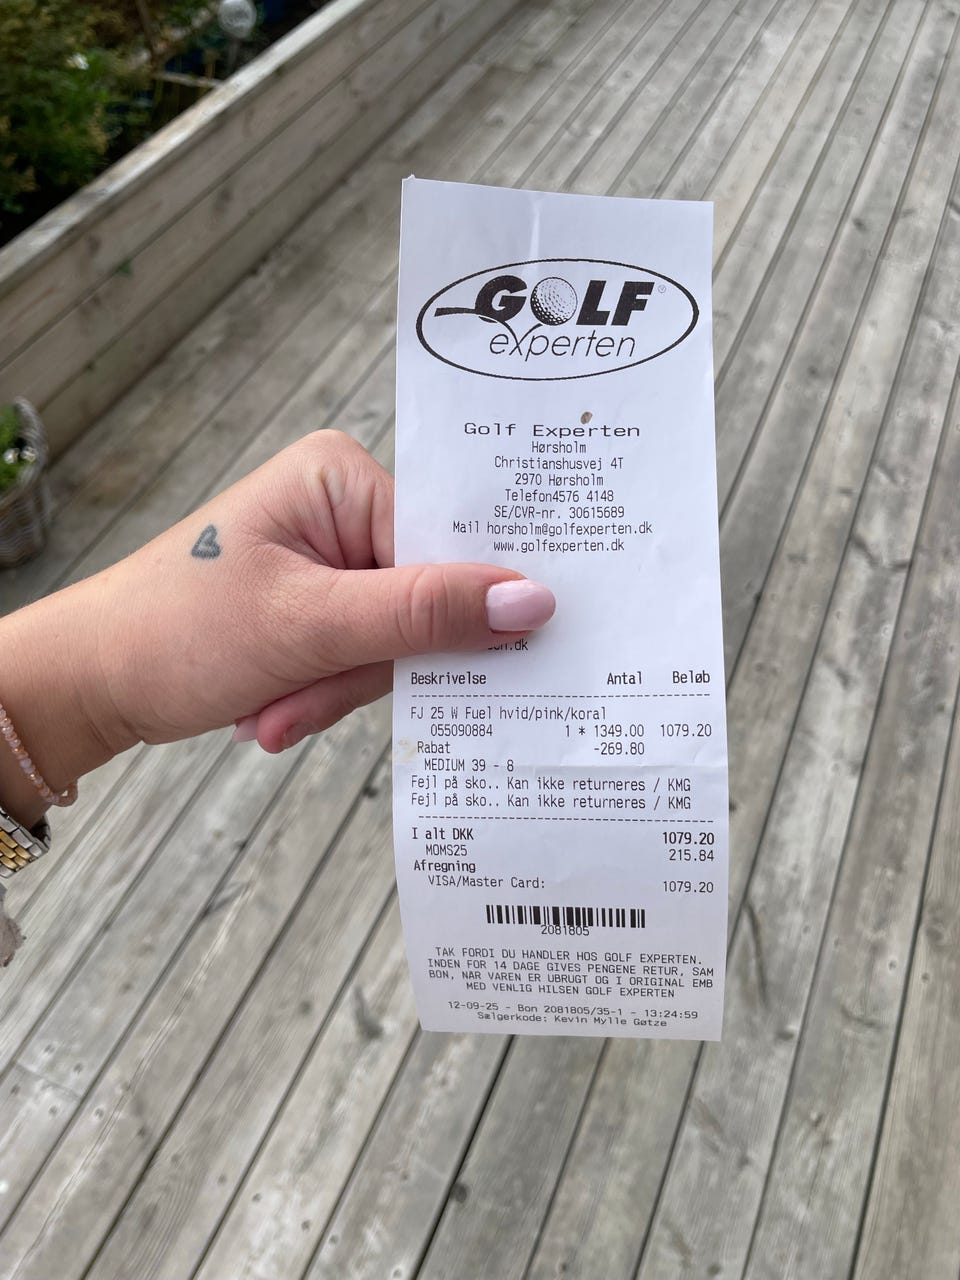 GOLF
experten
Golf Experten
Hørsholm
Christianshusvej 4T
2970 Hørsholm
Telefon4576 4148
SE/CVR-nr. 30615689
Mail horsholm@golfexperten.dk
www.golfexperten.dk
.dk
Beskrivelse Antal Beløb
FJ 25 W Fuel hvid/pink/koral
055090884 1 * 1349.00 1079.20
Rabat -269.80
MEDIUM 39 - 8
Fejl på sko.. Kan ikke returneres / KMG
Fejl på sko.. Kan ikke returneres / KMG
I alt DKK 1079.20
MOMS25 215.84
Afregning
VISA/Master Card: 1079.20
2081805
TAK FORDI DU HANDLER HOS GOLF EXPERTEN.
INDEN FOR 14 DAGE GIVES PENGENE RETUR, SAM
BON, NÅR VAREN ER UBRUGT OG I ORIGINAL EMB
MED VENLIG HILSEN GOLF EXPERTEN
12-09-25 - Bon 2081805/35-1 - 13:24:59
Sælgerkode: Kevin Mylle Gøtze